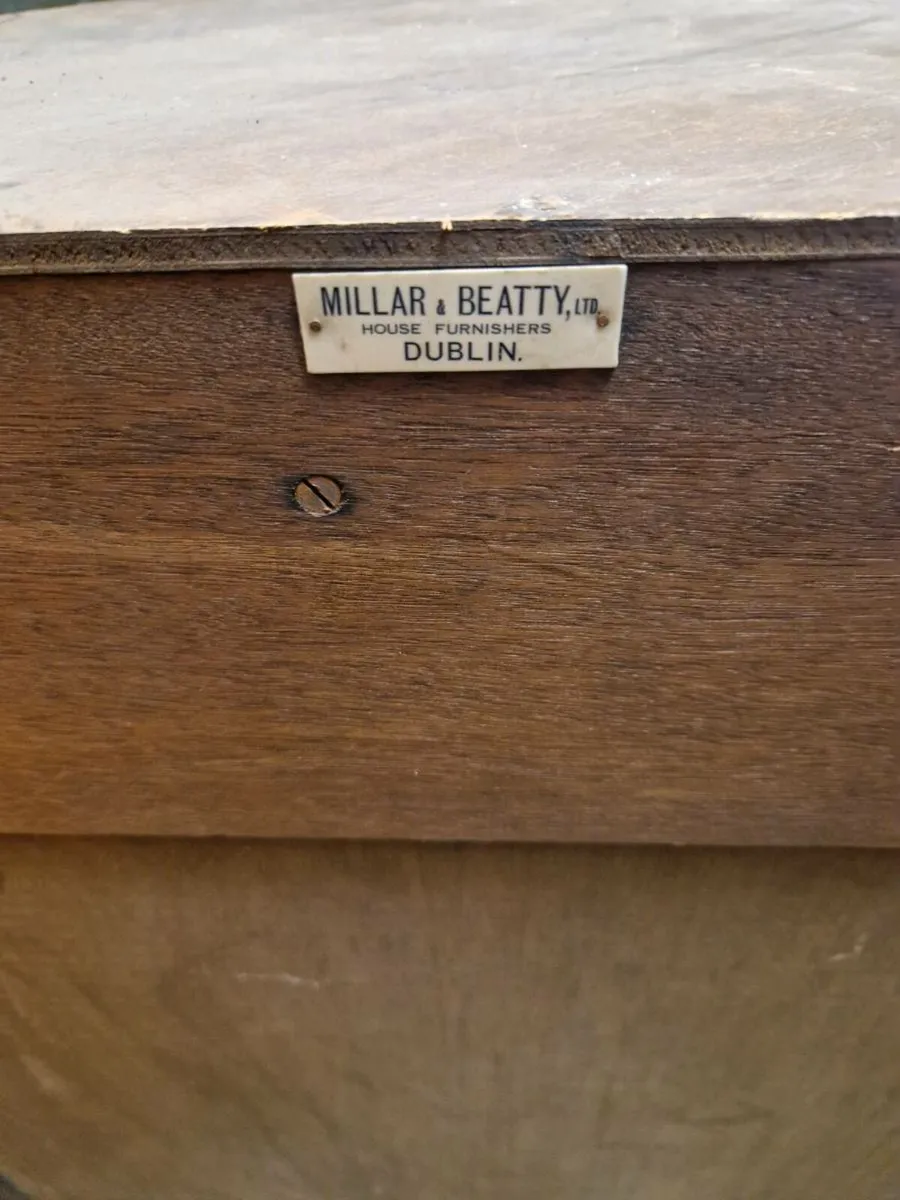 MILLAR & BEATTY, LTD.
HOUSE FURNISHERS
DUBLIN.